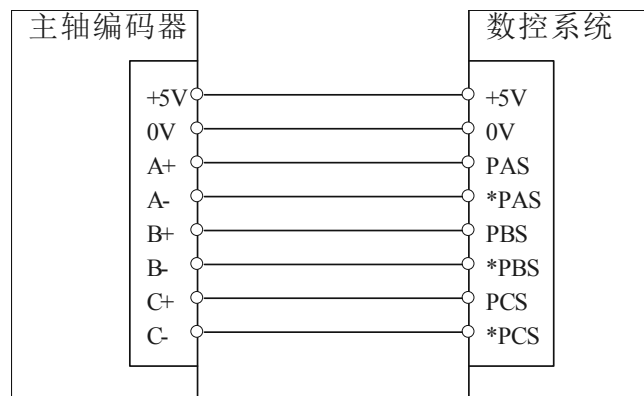 主轴编码器 数控系统
+5V +5V
0V 0V
A+ PAS
A- *PAS
B+ PBS
B- *PBS
C+ PCS
C- *PCS